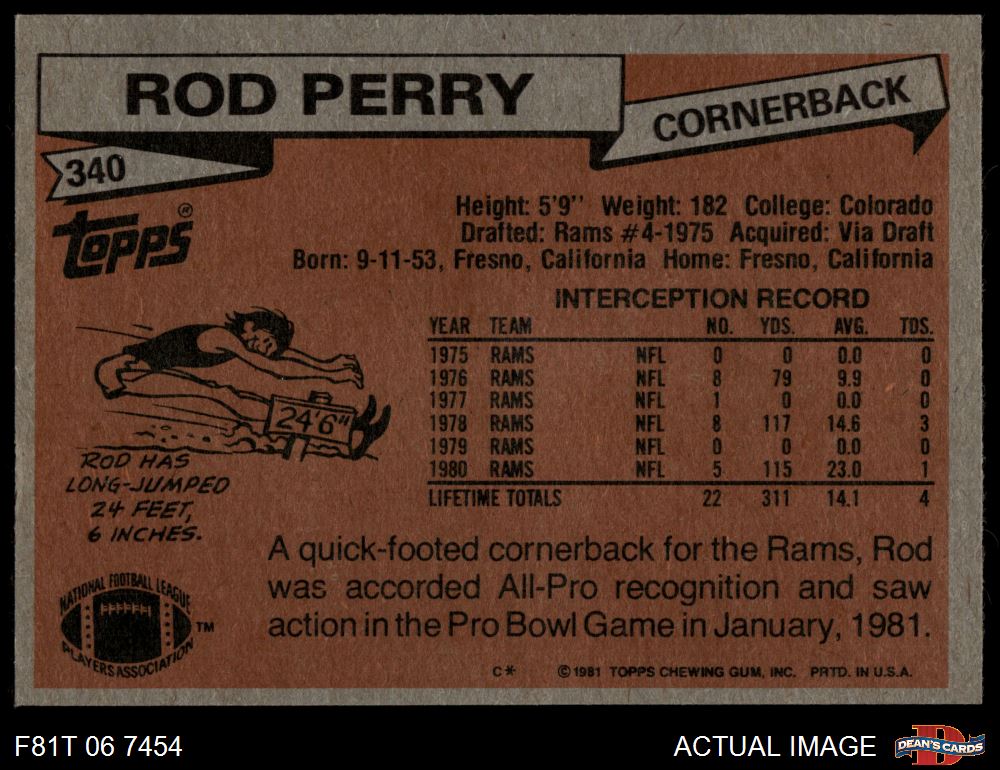 ROD PERRY
CORNERBACK
340
topps®
Height: 5'9'' Weight: 182 College: Colorado
Drafted: Rams #4-1975 Acquired: Via Draft
Born: 9-11-53, Fresno, California Home: Fresno, California
INTERCEPTION RECORD
YEAR TEAM NO. YDS. AVG. TDS.
1975 RAMS NFL 0 0 0.0 0
1976 RAMS NFL 8 79 9.9 0
1977 RAMS NFL 1 0 0.0 0
1978 RAMS NFL 8 117 14.6 3
1979 RAMS NFL 0 0 0.0 0
1980 RAMS NFL 5 115 23.0 1
LIFETIME TOTALS 22 311 14.1 4
24'6"
ROD HAS
LONG-JUMPED
24 FEET,
6 INCHES.
A quick-footed cornerback for the Rams, Rod
was accorded All-Pro recognition and saw
action in the Pro Bowl Game in January, 1981.
NATIONAL FOOTBALL LEAGUE
PLAYERS ASSOCIATION
TM
C* ©1981 TOPPS CHEWING GUM, INC. PRTD. IN U.S.A.
F81T 06 7454
ACTUAL IMAGE
D
DEAN'S CARDS